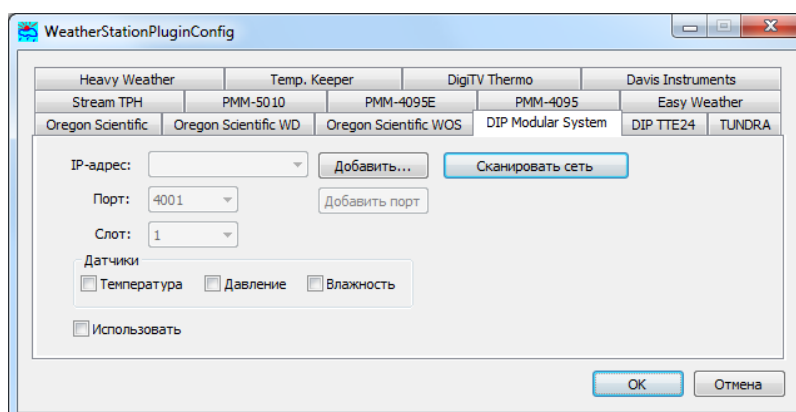 WeatherStationPluginConfig
Heavy Weather Temp. Keeper DigiTV Thermo Davis Instruments
Stream TPH PMM-5010 PMM-4095E PMM-4095 Easy Weather
Oregon Scientific Oregon Scientific WD Oregon Scientific WOS DIP Modular System DIP TTE24 TUNDRA
IP-адрес: Добавить... Сканировать сеть
Порт: 4001 Добавить порт
Слот: 1
Датчики
Температура Давление Влажность
Использовать
OK Отмена